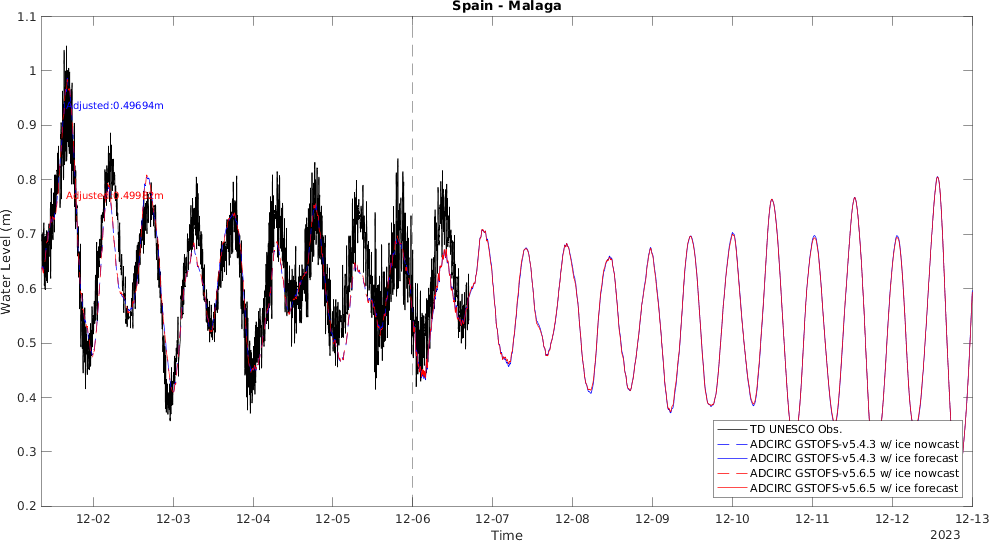 Spain - Malaga
1.1
1
0.9
0.8
0.7
0.6
0.5
0.4
0.3
0.2
Water Level (m)
Adjusted:0.49694m
TD UNESCO Obs.
ADCIRC GSTOFS-v5.4.3 w/ ice nowcast
ADCIRC GSTOFS-v5.4.3 w/ ice forecast
ADCIRC GSTOFS-v5.6.5 w/ ice nowcast
ADCIRC GSTOFS-v5.6.5 w/ ice forecast
12-02 12-03 12-04 12-05 12-06 12-07 12-08 12-09 12-10 12-11 12-12 12-13
Time
2023